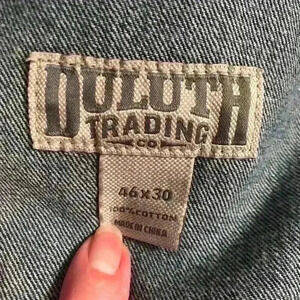 DULUTH
TRADING
CO
46x30
100% COTTON
MADE IN CHINA